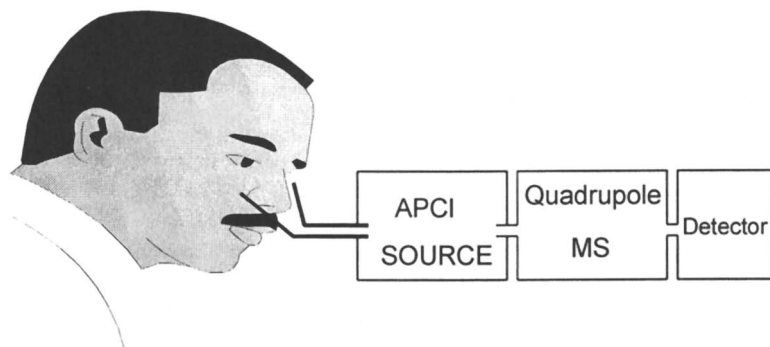 APCI
SOURCE
Quadrupole
MS
Detector